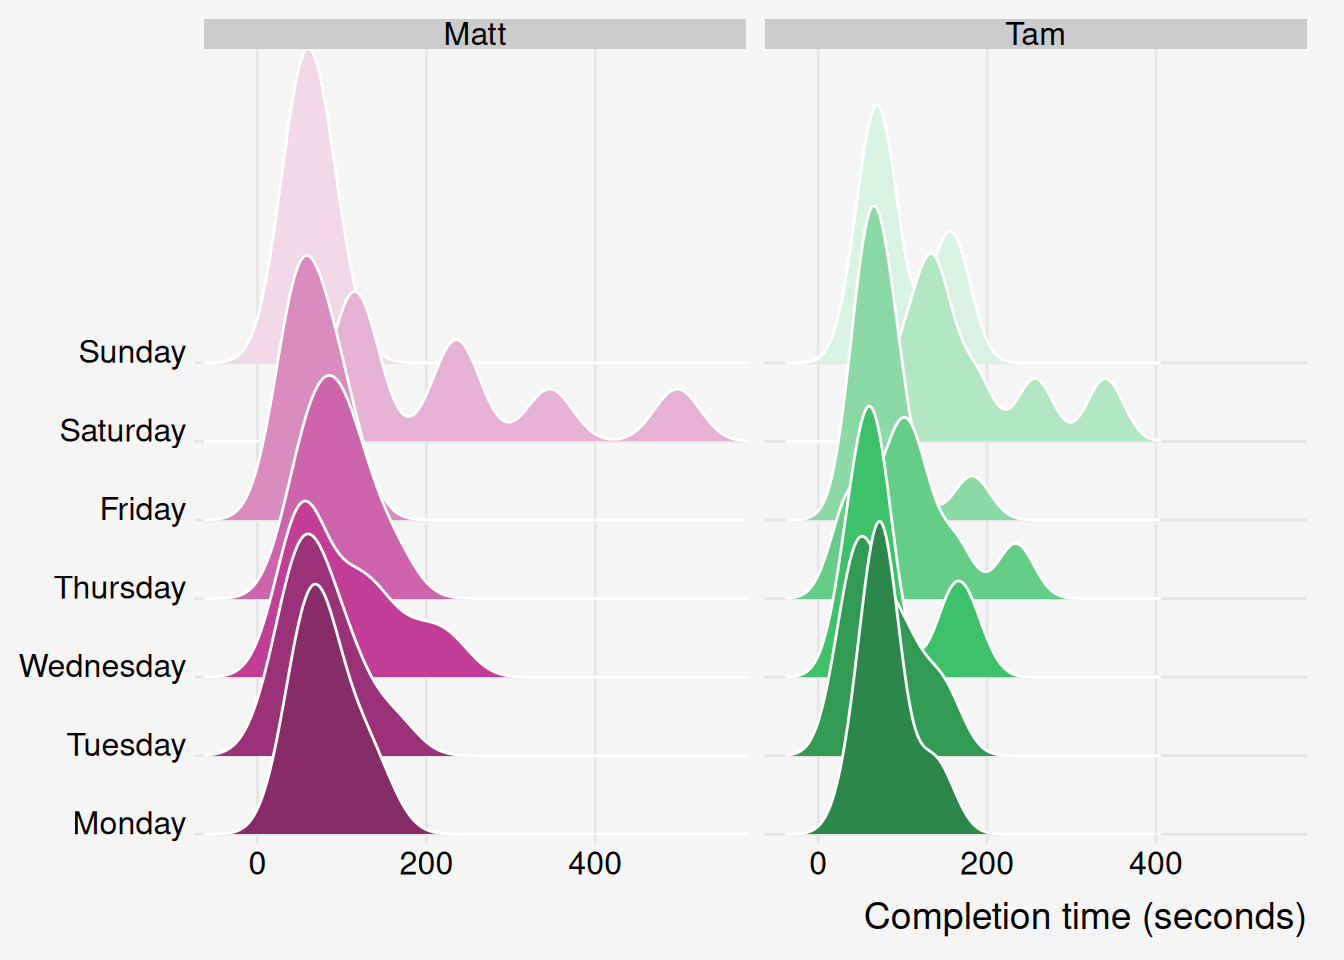 Matt
Tam
Sunday
Saturday
Friday
Thursday
Wednesday
Tuesday
Monday
0 200 400
0 200 400
Completion time (seconds)